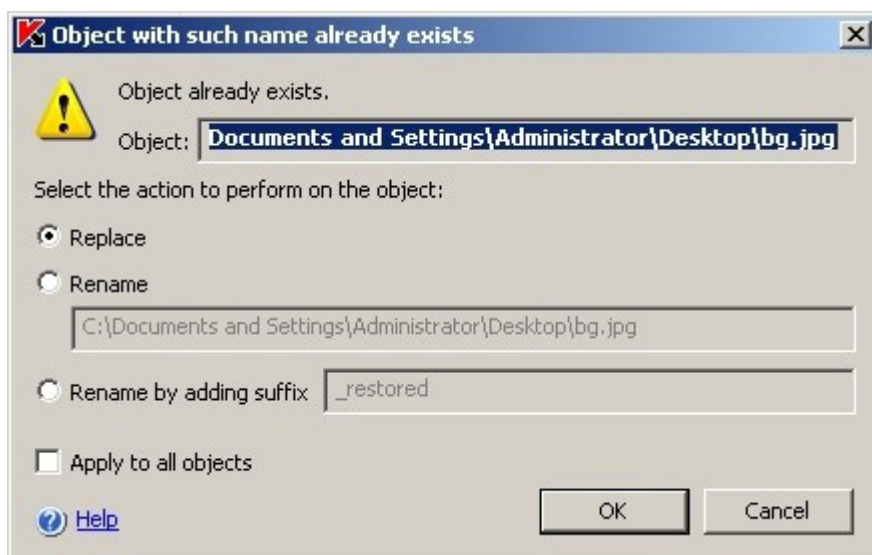 Object with such name already exists
Object already exists.
Object: Documents and Settings\Administrator\Desktop\bg.jpg
Select the action to perform on the object:
Replace
Rename
C:\Documents and Settings\Administrator\Desktop\bg.jpg
Rename by adding suffix _restored
Apply to all objects
Help OK Cancel